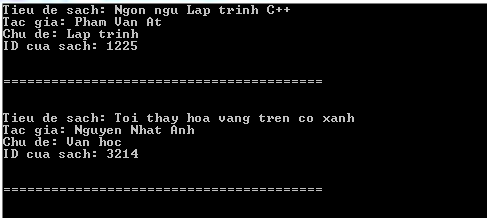 Tieu de sach: Ngon ngu Lap trinh C++
Tac gia: Pham Van At
Chu de: Lap trinh
ID cua sach: 1225
========================================
Tieu de sach: Toi thay hoa vang tren co xanh
Tac gia: Nguyen Nhat Anh
Chu de: Van hoc
ID cua sach: 3214
========================================